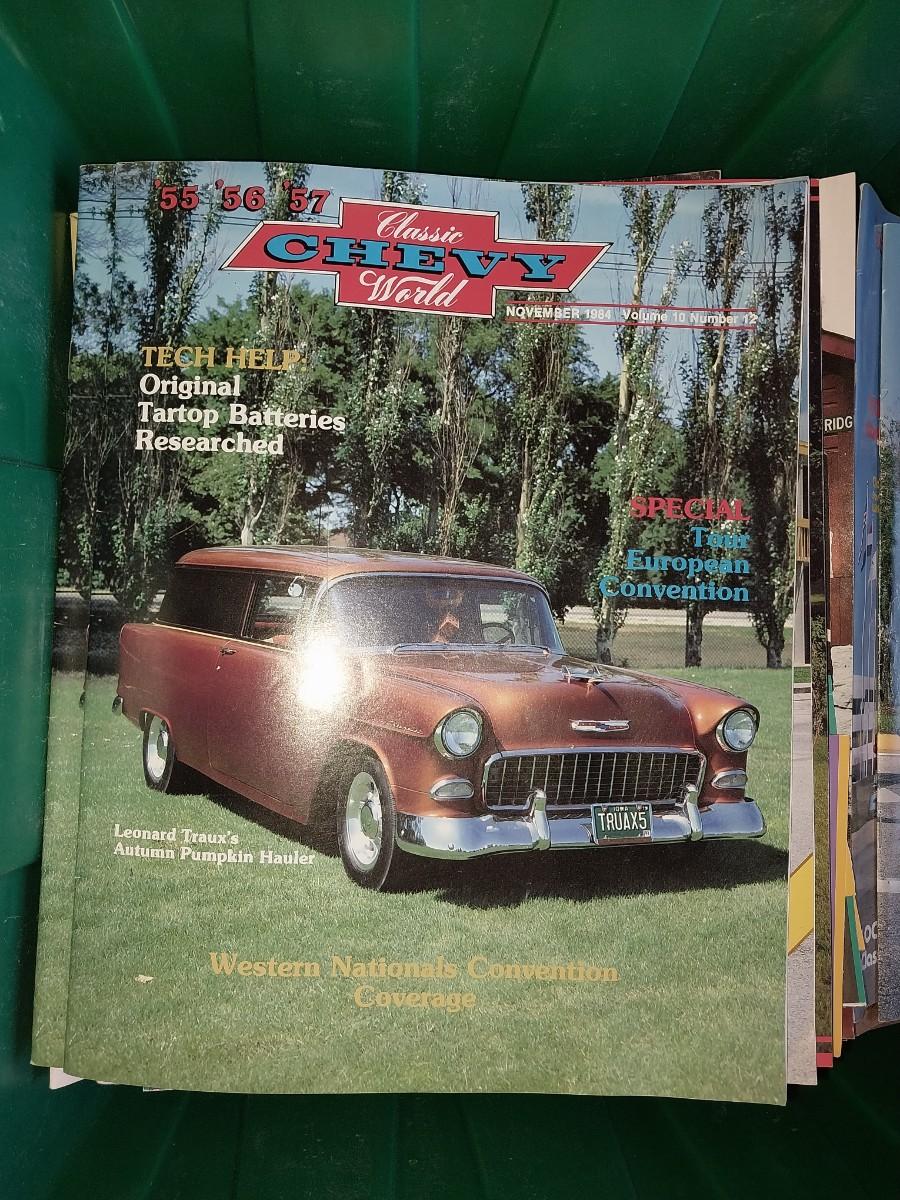 '55 '56 '57
Classic
CHEVY
World
NOVEMBER 1984 Volume 10 Number 12
TECH HELP:
Original
Tartop Batteries
Researched
SPECIAL
Tour
European
Convention
IOWA
TRUAX5
Leonard Traux's
Autumn Pumpkin Hauler
Western Nationals Convention
Coverage
RIDG